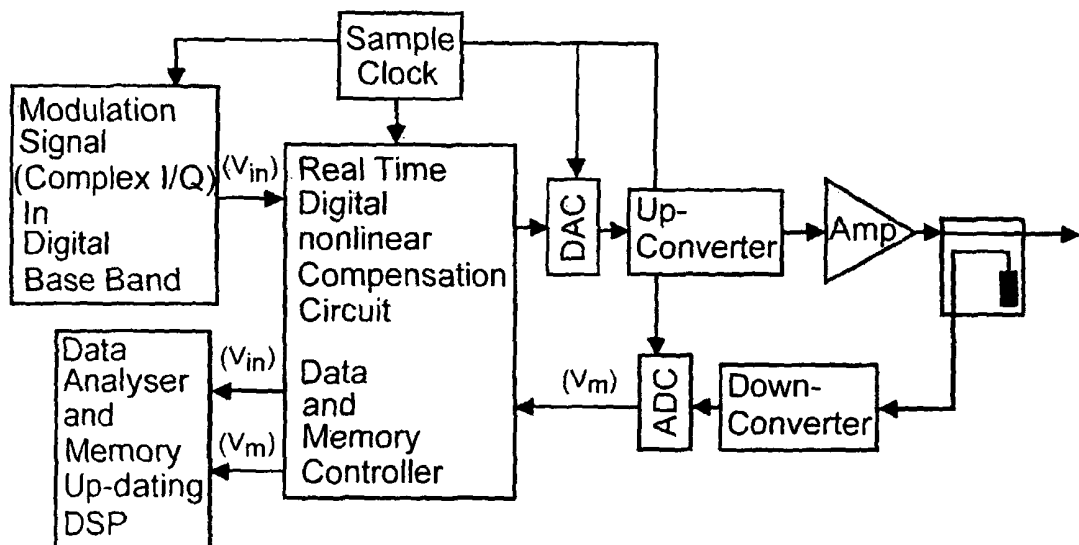 Sample
Clock
Modulation
Signal
(Complex I/Q)
In
Digital
Base Band
(Vin)
Real Time
Digital
nonlinear
Compensation
Circuit
Data
and
Memory
Controller
DAC
Up-
Converter
Amp
Data
Analyser
and
Memory
Up-dating
DSP
(Vin)
(Vm)
(Vm)
ADC
Down-
Converter